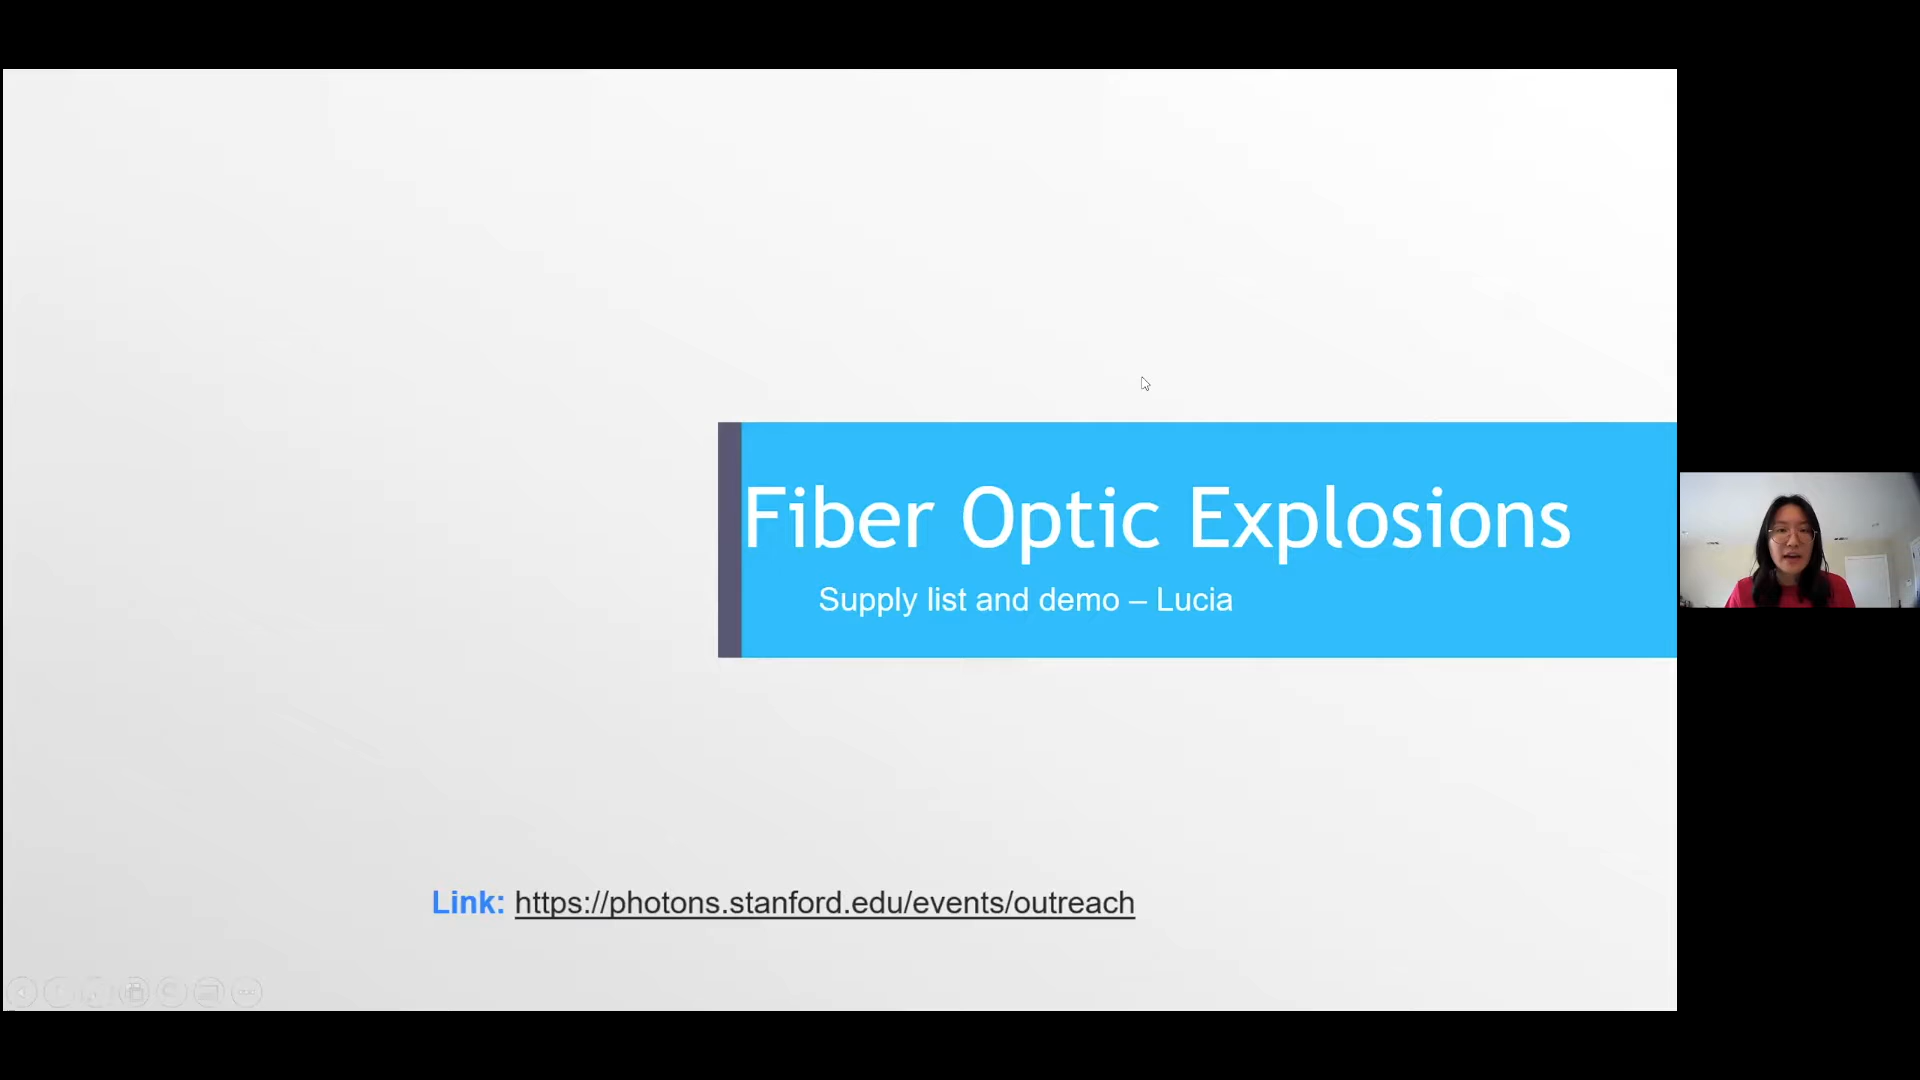 Fiber Optic Explosions
Supply list and demo – Lucia
Link: https://photons.stanford.edu/events/outreach